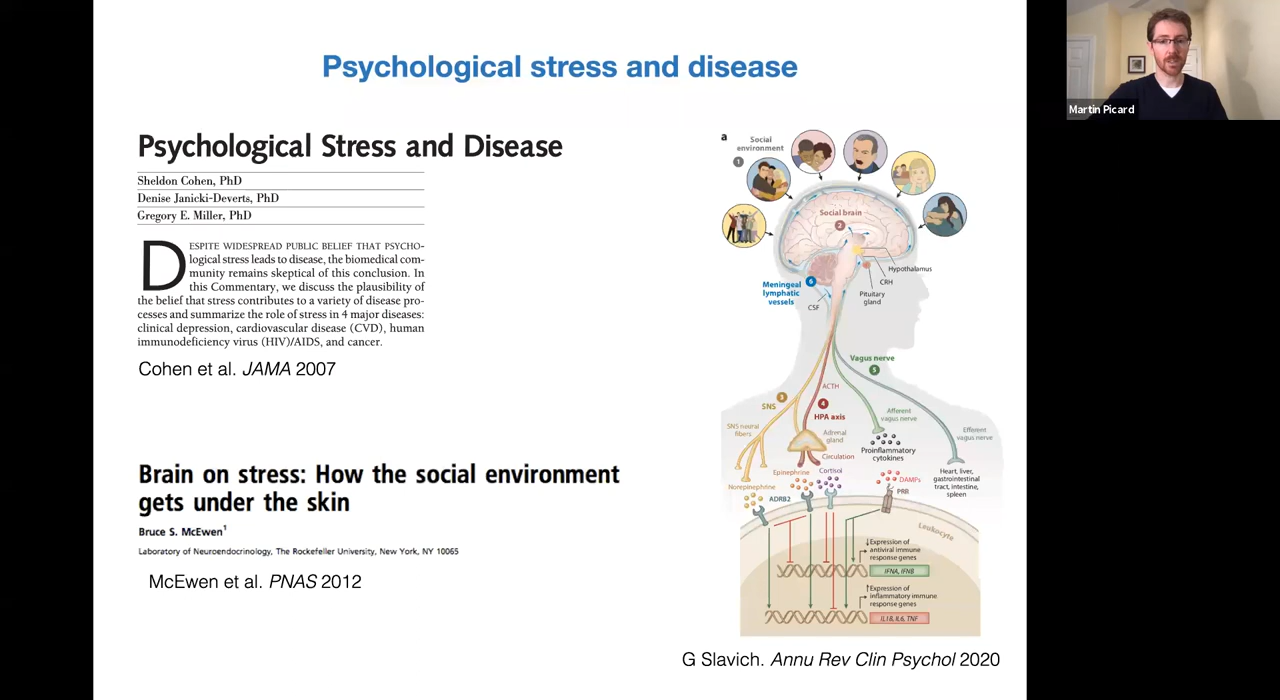 Psychological stress and disease
Martin Picard
Psychological Stress and Disease
Sheldon Cohen, PhD
Denise Janicki-Deverts, PhD
Gregory E. Miller, PhD
DESPITE WIDESPREAD PUBLIC BELIEF THAT PSYCHO-
logical stress leads to disease, the biomedical com-
munity remains skeptical of this conclusion. In
this Commentary, we discuss the plausibility of
the belief that stress contributes to a variety of disease pro-
cesses and summarize the role of stress in 4 major diseases:
clinical depression, cardiovascular disease (CVD), human
immunodeficiency virus (HIV)/AIDS, and cancer.
Cohen et al. JAMA 2007
Brain on stress: How the social environment
gets under the skin
Bruce S. McEwen1
Laboratory of Neuroendocrinology, The Rockefeller University, New York, NY 10065
McEwen et al. PNAS 2012
a
Social
environment
1
Social brain
2
Hypothalamus
CRH
Pituitary
gland
Meningeal
lymphatic
vessels
6
CSF
Vagus nerve
5
ACTH
3
SNS
4
HPA axis
SNS neural
fibers
Adrenal
gland
Afferent
vagus nerve
Efferent
vagus nerve
Circulation
Proinflammatory
cytokines
Epinephrine
Cortisol
Heart, liver,
gastrointestinal
tract, intestine,
spleen
Norepinephrine
DAMPs
ADRB2
PRR
Leukocyte
↓Expression of
antiviral immune
response genes
IFNA, IFNB
↑Expression of
inflammatory immune
response genes
IL1B, IL6, TNF
G Slavich. Annu Rev Clin Psychol 2020